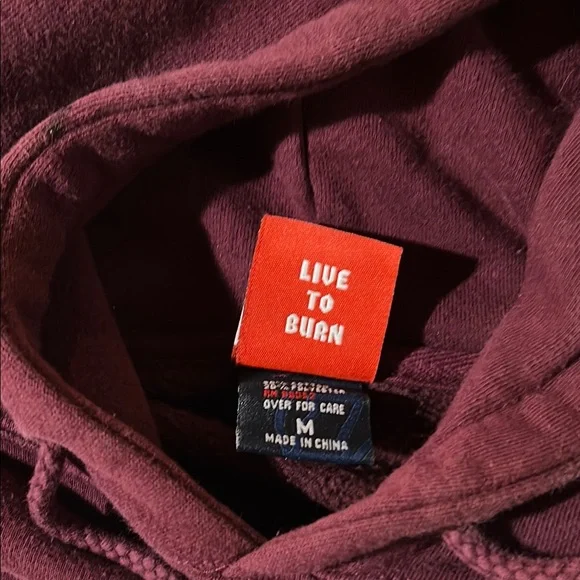 LIVE
TO
BURN
OVER FOR CARE
M
MADE IN CHINA